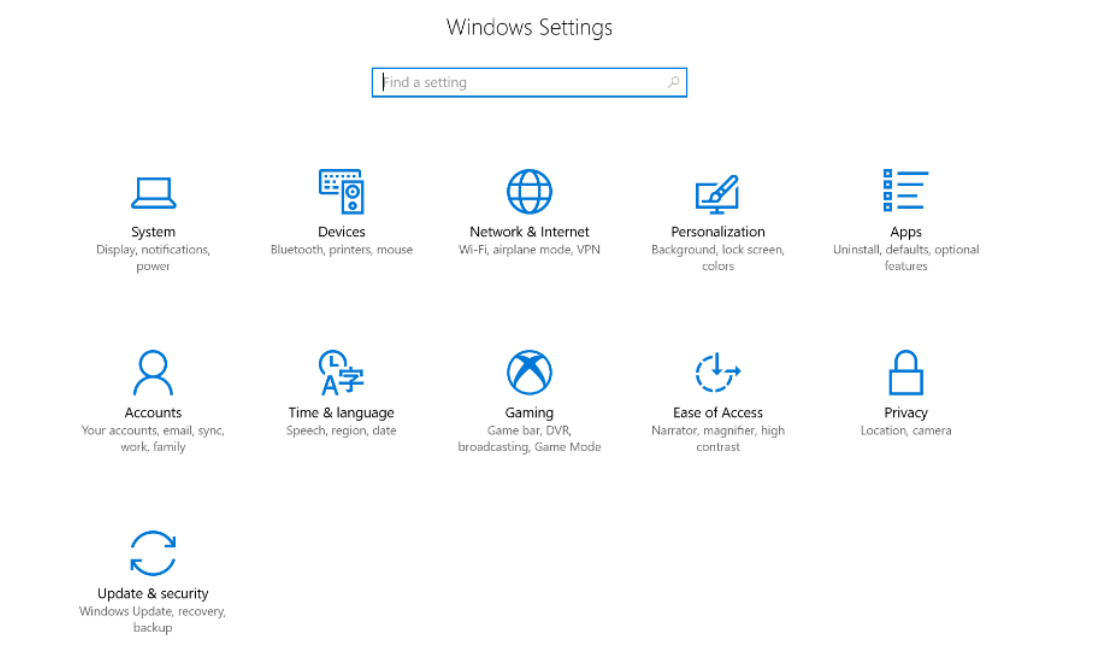 Windows Settings
Find a setting
System
Display, notifications,
power
Devices
Bluetooth, printers, mouse
Network & Internet
Wi-Fi, airplane mode, VPN
Personalization
Background, lock screen,
colors
Apps
Uninstall, defaults, optional
features
Accounts
Your accounts, email, sync,
work, family
Time & language
Speech, region, date
Gaming
Game bar, DVR,
broadcasting, Game Mode
Ease of Access
Narrator, magnifier, high
contrast
Privacy
Location, camera
Update & security
Windows Update, recovery,
backup